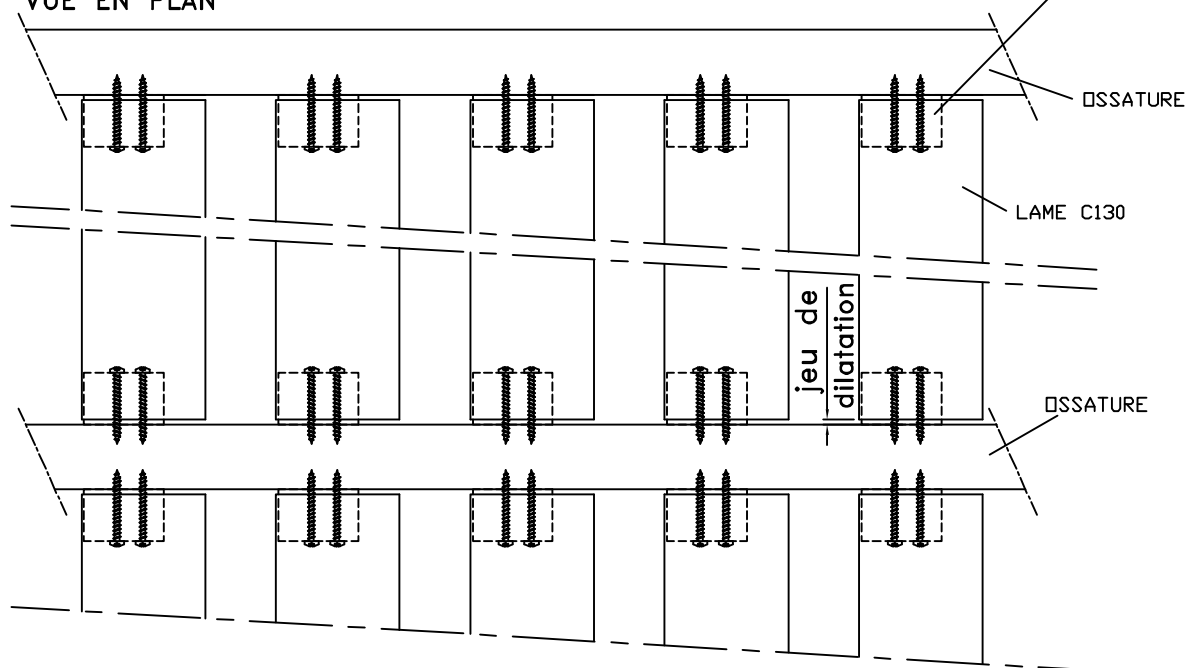 VUE EN PLAN
OSSATURE
LAME C130
jeu de
dilatation
OSSATURE